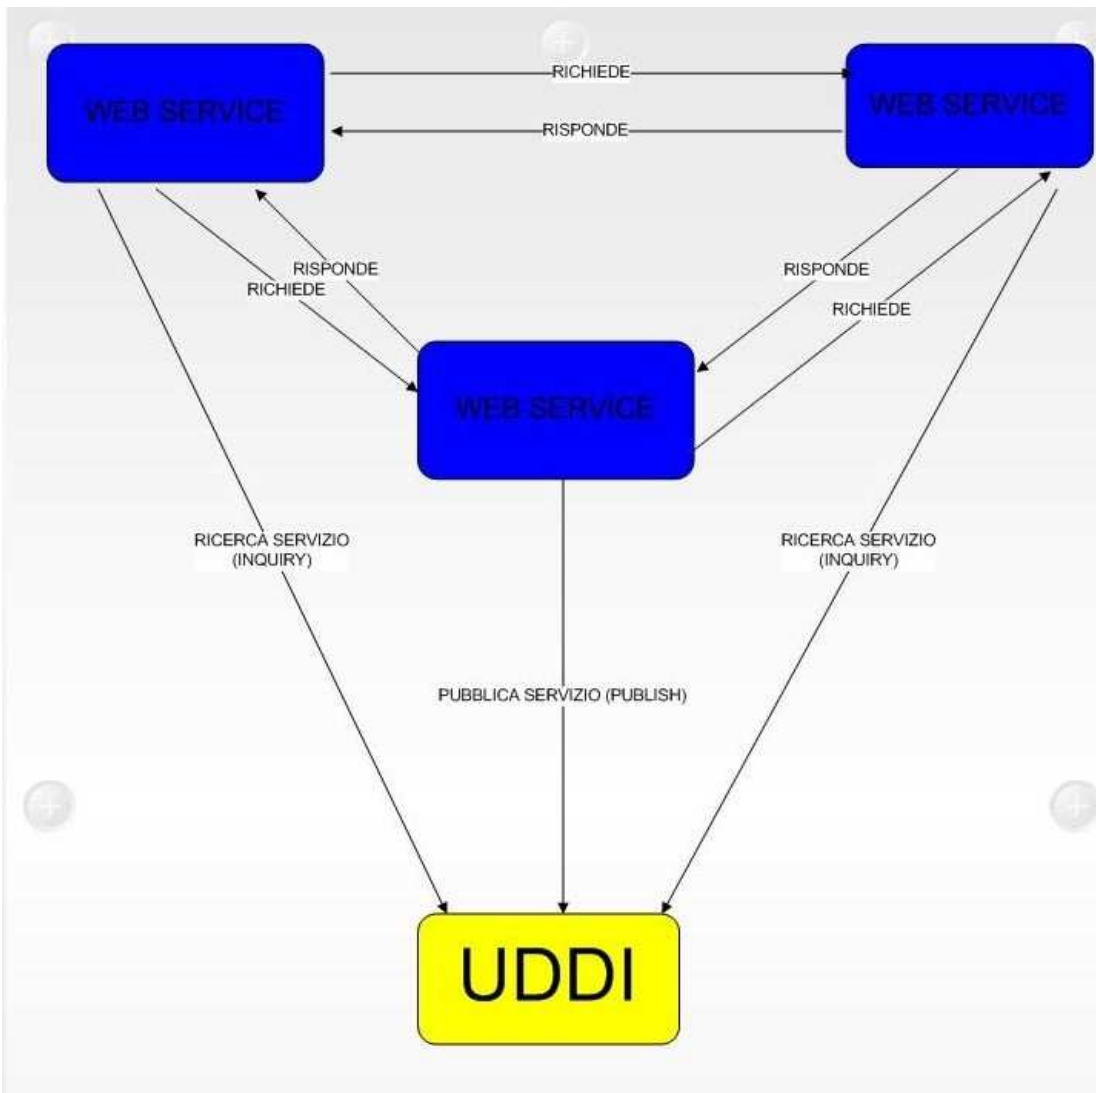 WEB SERVICE
RICHIEDE
WEB SERVICE
RISPONDE
RISPONDE
RICHIEDE
RISPONDE
RICHIEDE
WEB SERVICE
RICERCA SERVIZIO
(INQUIRY)
RICERCA SERVIZIO
(INQUIRY)
PUBBLICA SERVIZIO (PUBLISH)
UDDI